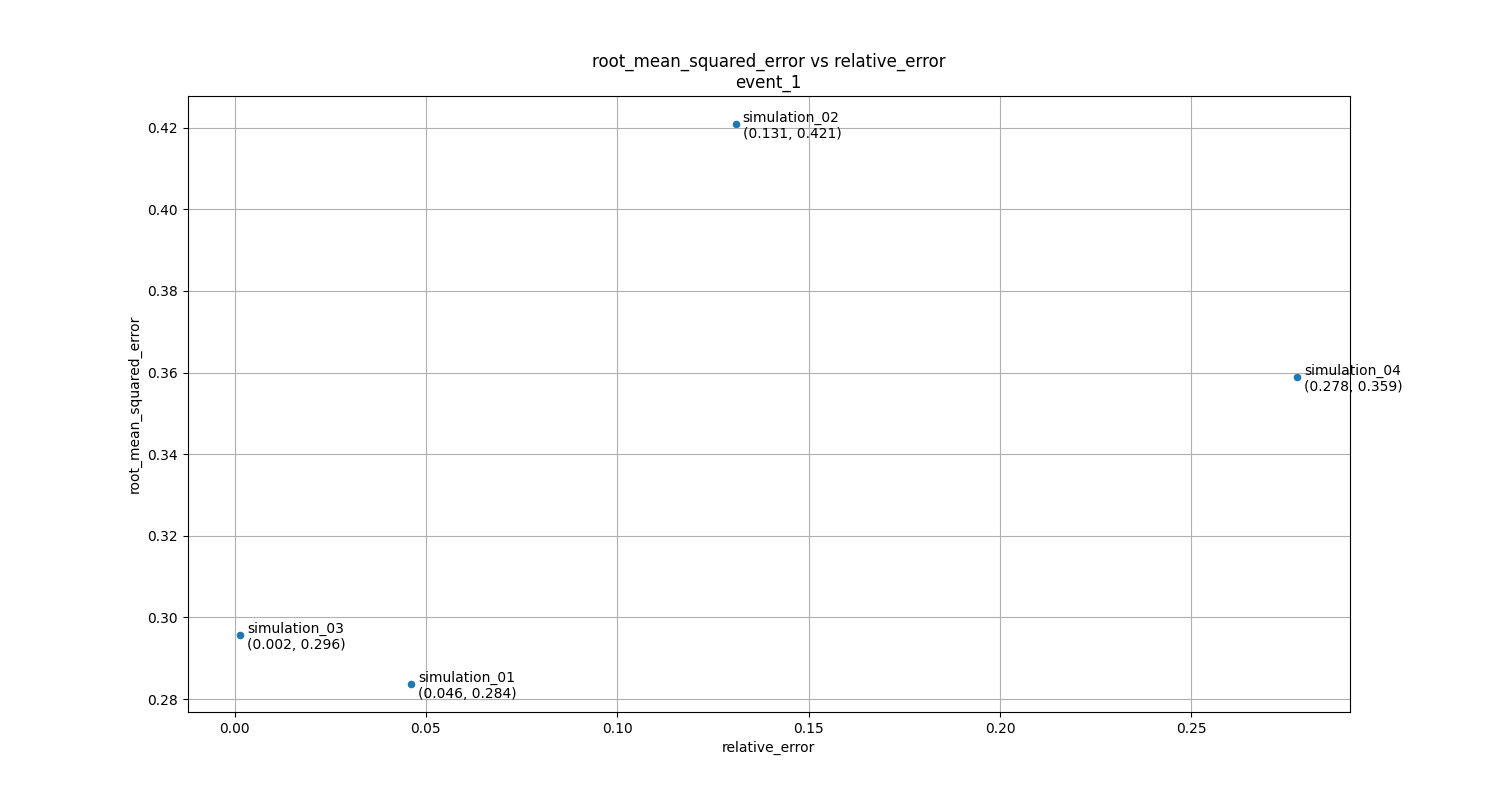 root_mean_squared_error vs relative_error
event_1
root_mean_squared_error
0.42
0.40
0.38
0.36
0.34
0.32
0.30
0.28
simulation_02
(0.131, 0.421)
simulation_04
(0.278, 0.359)
simulation_03
(0.002, 0.296)
simulation_01
(0.046, 0.284)
0.00
0.05
0.10
0.15
0.20
0.25
relative_error